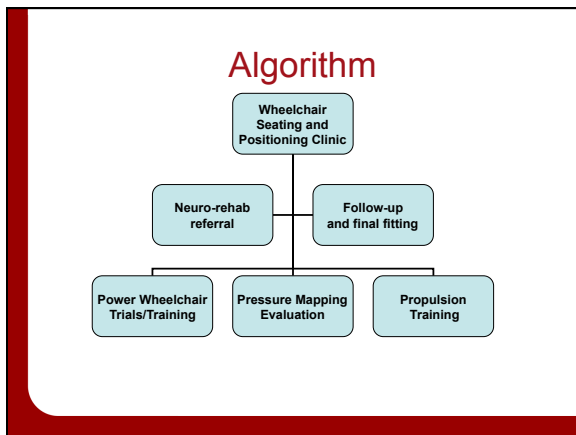 Algorithm
Wheelchair
Seating and
Positioning Clinic
Neuro-rehab
referral
Follow-up
and final fitting
Power Wheelchair
Trials/Training
Pressure Mapping
Evaluation
Propulsion
Training